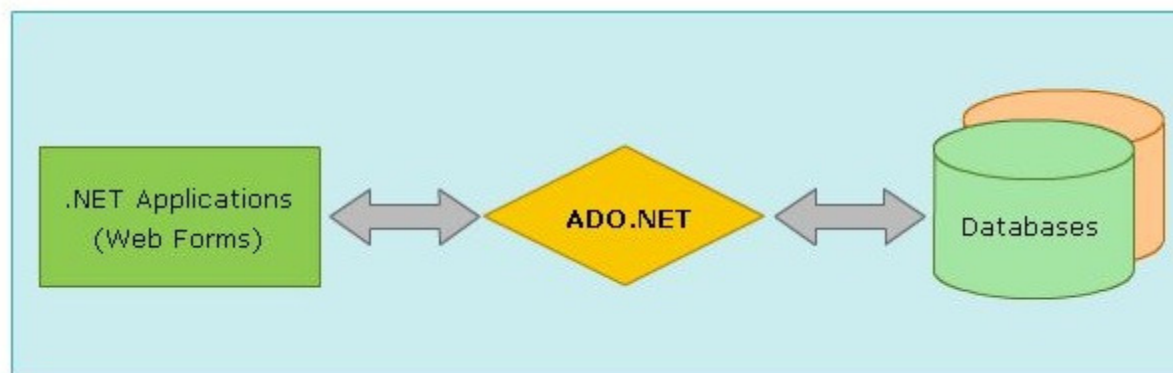 .NET Applications
(Web Forms)
ADO.NET
Databases